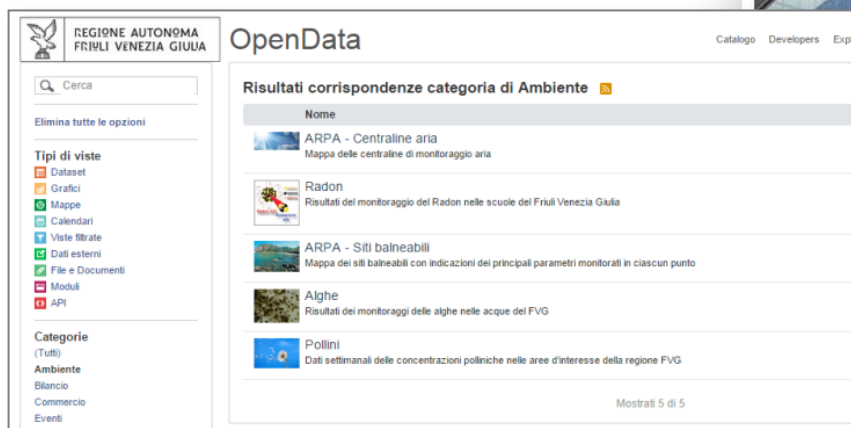 REGIONE AUTONOMA
FRIULI VENEZIA GIULIA
OpenData
Catalogo Developers Expl
Cerca
Elimina tutte le opzioni
Tipi di viste
Dataset
Grafici
Mappe
Calendari
Viste filtrate
Dati esterni
File e Documenti
Moduli
API
Categorie
(Tutti)
Ambiente
Bilancio
Commercio
Eventi
Risultati corrispondenze categoria di Ambiente
Nome
ARPA - Centraline aria
Mappa delle centraline di monitoraggio aria
Radon
Risultati del monitoraggio del Radon nelle scuole del Friuli Venezia Giulia
ARPA - Siti balneabili
Mappa dei siti balneabili con indicazioni dei principali parametri monitorati in ciascun punto
Alghe
Risultati dei monitoraggi delle alghe nelle acque del FVG
Pollini
Dati settimanali delle concentrazioni polliniche nelle aree d'interesse della regione FVG
Mostrati 5 di 5